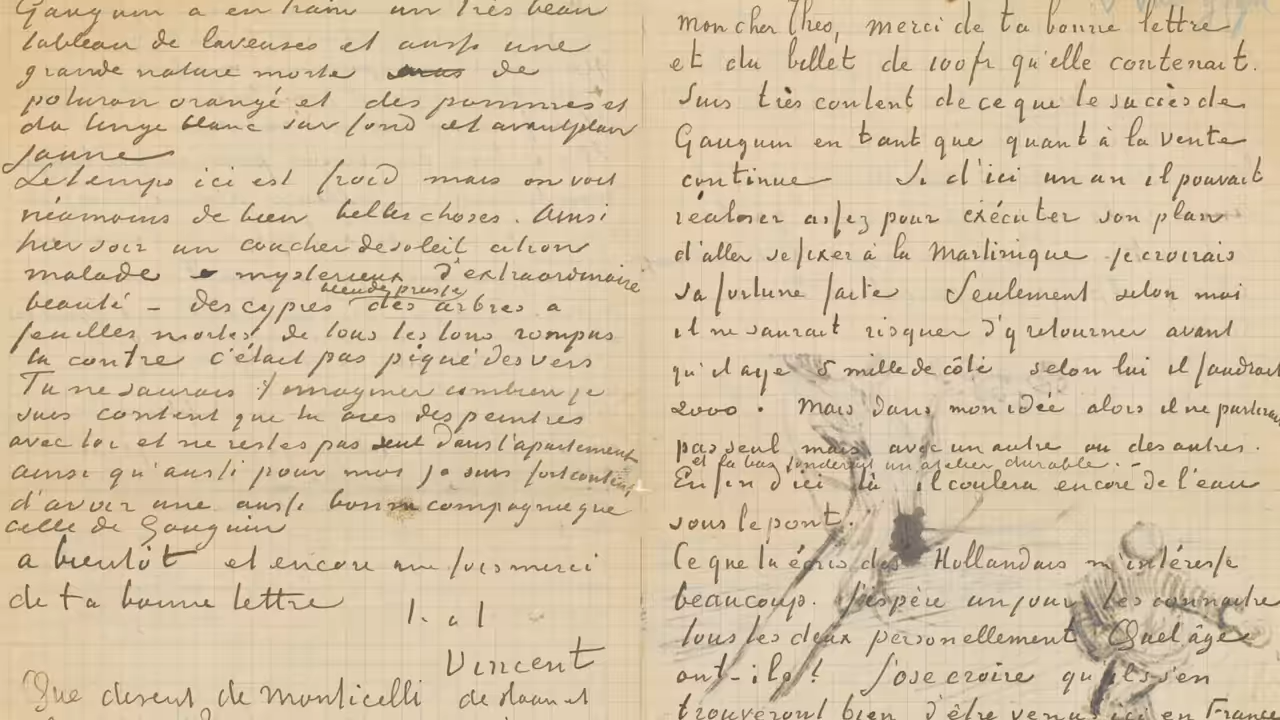 Gauguin a en train un très beau
tableau de laveuses et aussi une
grande nature morte de
potiron orangé et des pommes et
du linge blanc sur fond et avantplan
jaune
Le temps ici est froid mais on voit
néamoins de bien belles choses. Ainsi
hier soir un coucher de soleil citron
malade mysterieux d'extraordinaire
beauté – des cypres des arbres a
feuilles mortes de tous les tons rompus
la contre c'était pas piqué des vers
Tu ne saurais t'imaginer combien je
suis content que tu aies des peintres
avec toi et ne restes pas seul dans l'apartement
ainsi qu'aussi pour moi je suis fort content
d'avoir une aussi bonne compagnie que
celle de Gauguin
a bientôt et encore une fois merci
de ta bonne lettre
t. à t
Vincent
Que disent de Monticelli de Haan et
mon cher Theo, merci de ta bonne lettre
et du billet de 100 fr qu'elle contenait.
Suis très content de ce que le succès de
Gauguin en tant que quant à la vente
continue Si d'ici un an il pouvait
réaliser assez pour exécuter son plan
d'aller se fixer à la Martinique je croirais
sa fortune faite Seulement selon moi
il ne saurait risquer d'y retourner avant
qu'il aye 5 mille de côté selon lui il faudrait
2000. Mais dans mon idée alors il ne partirait
pas seul mais avec un autre ou des autres.
et là bas fonderait un atelier durable. –
Enfin d'ici là il coulera encore de l'eau
sous le pont.
Ce que tu écris des Hollandais m'intéresse
beaucoup. J'espère un jour les connaitre
tous les deux personellement Quel âge
ont-ils? J'ose croire qu'ils s'en
trouveront bien d'être venus ici en France